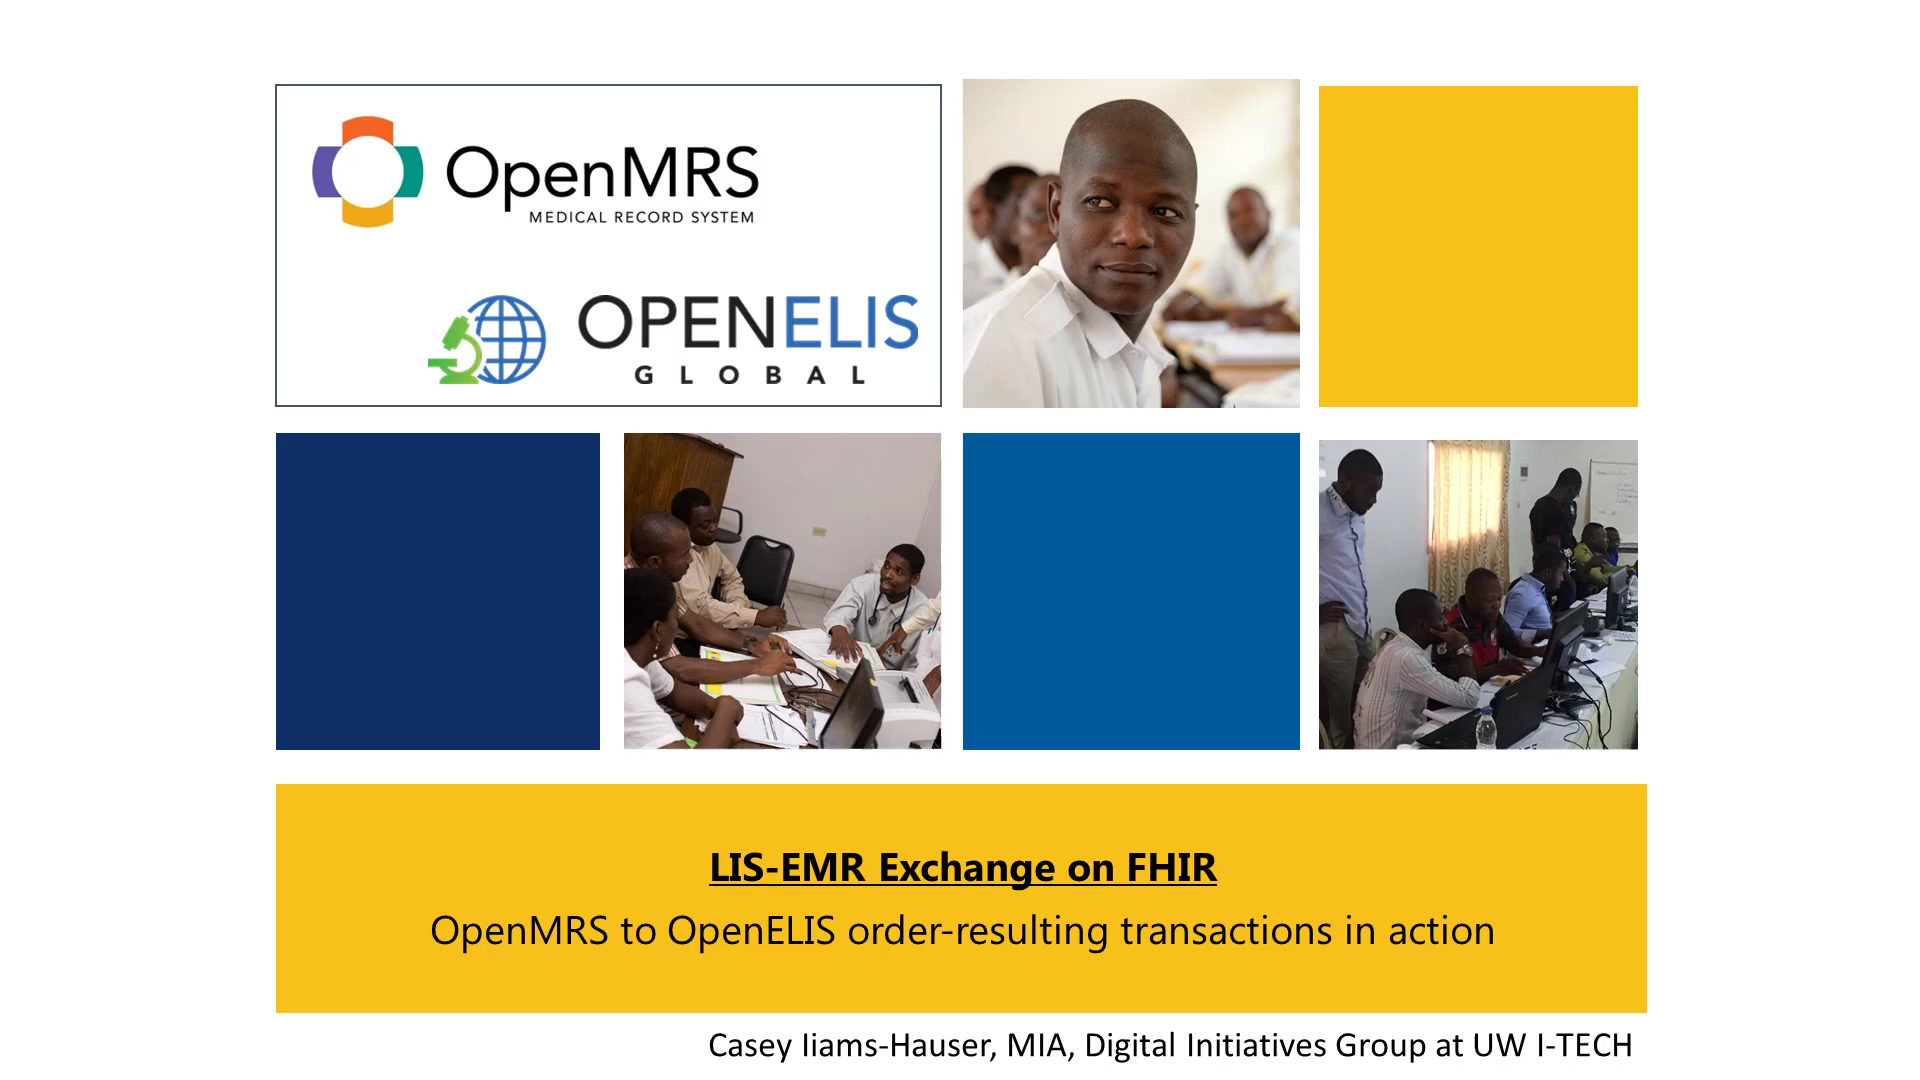 OpenMRS
MEDICAL RECORD SYSTEM
OPENELIS
GLOBAL
LIS-EMR Exchange on FHIR
OpenMRS to OpenELIS order-resulting transactions in action
Casey Iiams-Hauser, MIA, Digital Initiatives Group at UW I-TECH